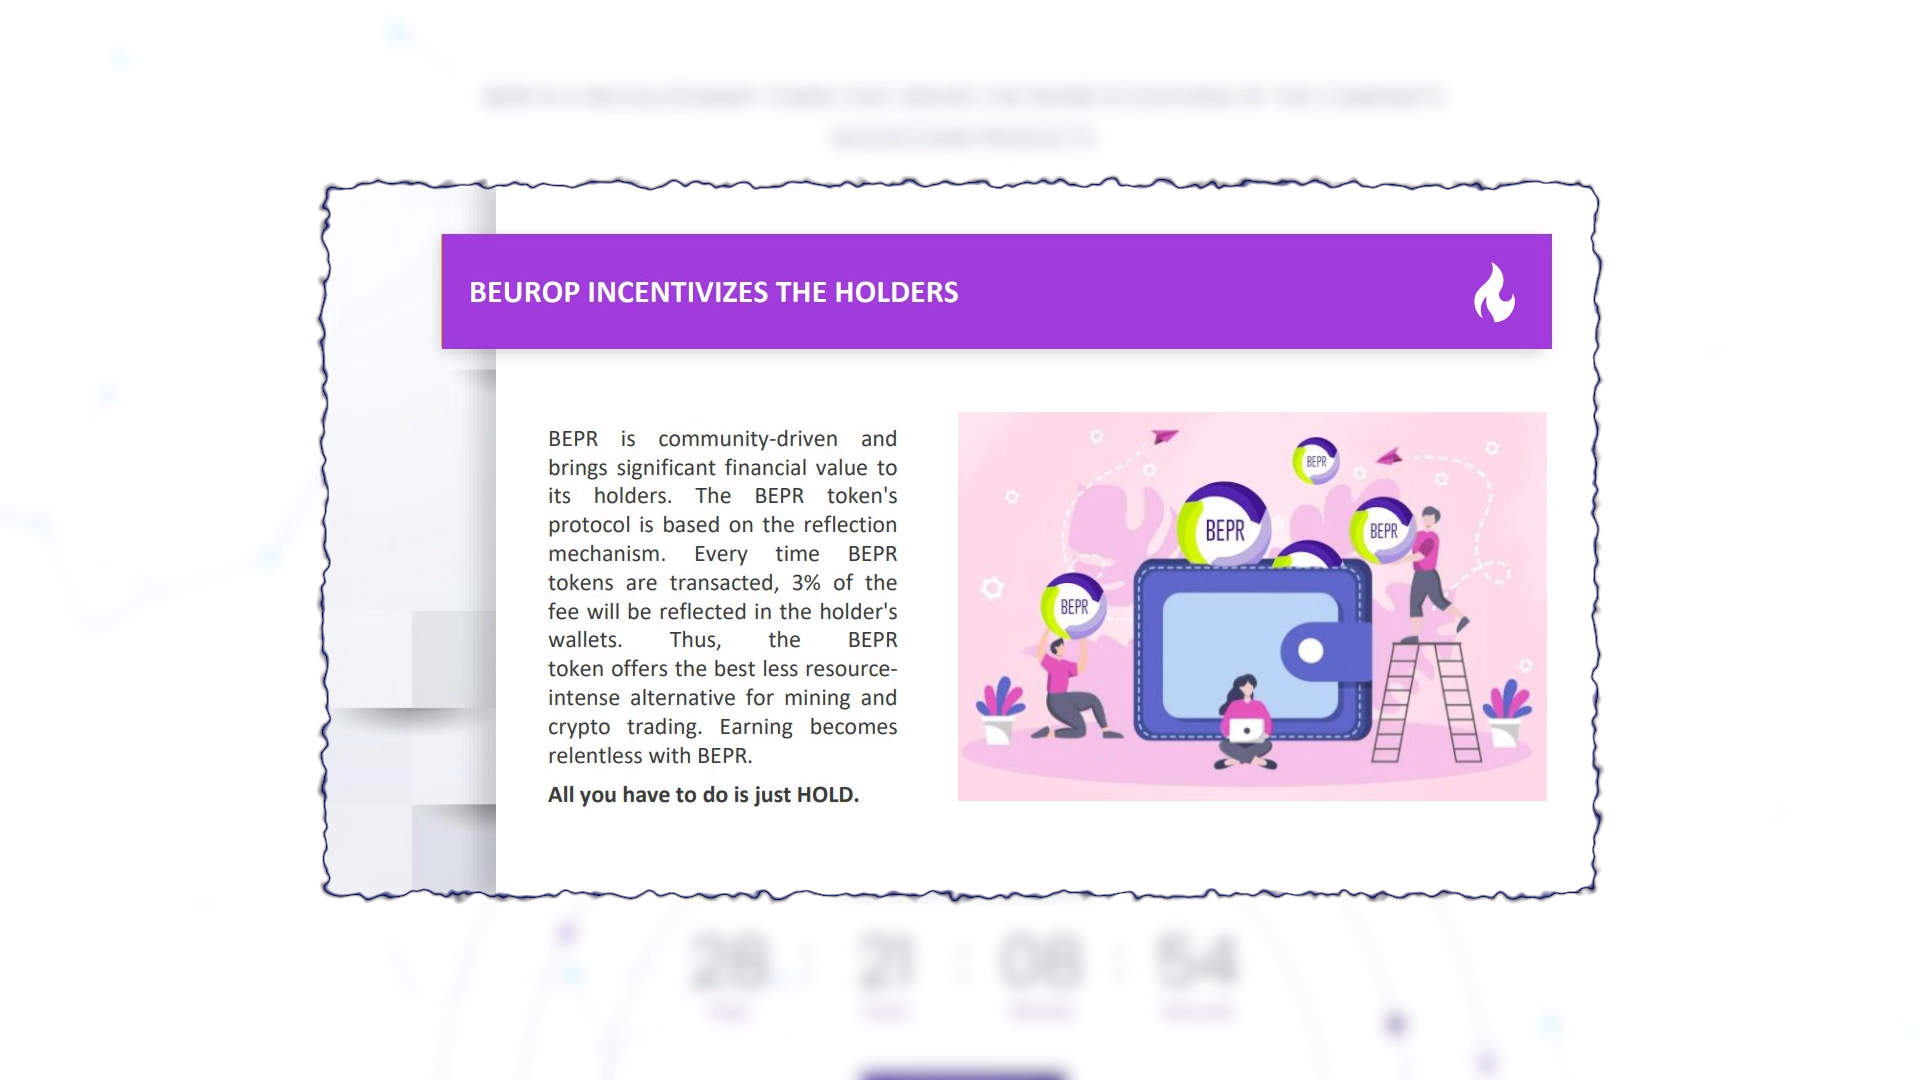 BEUROP INCENTIVIZES THE HOLDERS
BEPR is community-driven and
brings significant financial value to
its holders. The BEPR token's
protocol is based on the reflection
mechanism. Every time BEPR
tokens are transacted, 3% of the
fee will be reflected in the holder's
wallets. Thus, the BEPR
token offers the best less resource-
intense alternative for mining and
crypto trading. Earning becomes
relentless with BEPR.
All you have to do is just HOLD.
BEPR
BEPR
BEPR
BEPR
28 : 21 : 08 : 54